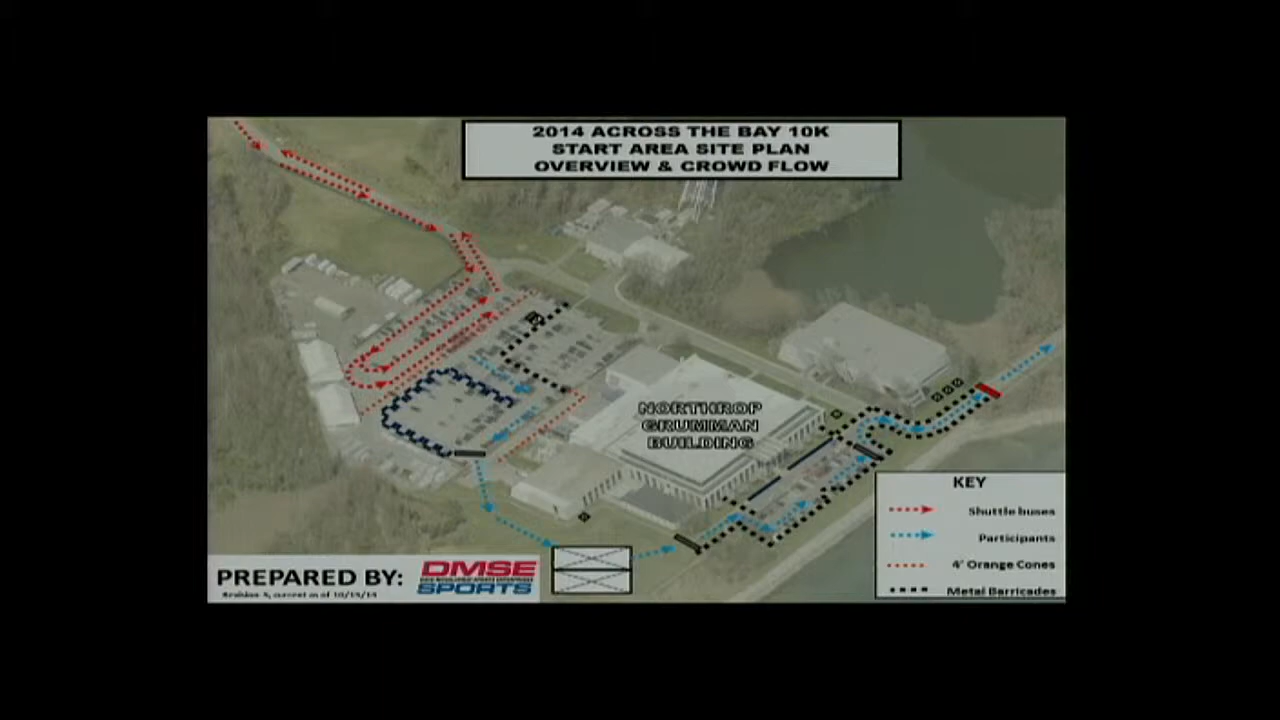 2014 ACROSS THE BAY 10K
START AREA SITE PLAN
OVERVIEW & CROWD FLOW
NORTHROP
GRUMMAN
BUILDING
KEY
Shuttle buses
Participants
4' Orange Cones
Metal Barricades
PREPARED BY:
DMSE
SPORTS